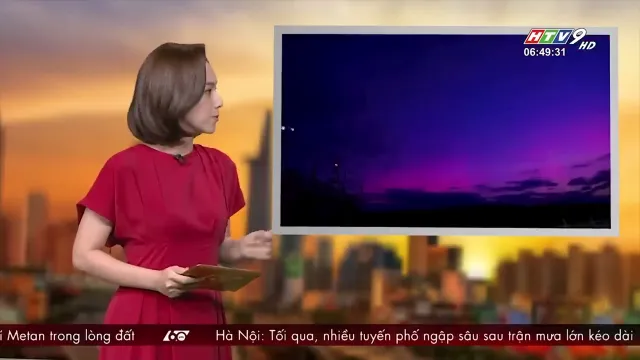 HTV9 HD
06:49:31
í Metan trong lòng đất
60
Hà Nội: Tối qua, nhiều tuyến phố ngập sâu sau trận mưa lớn kéo dài